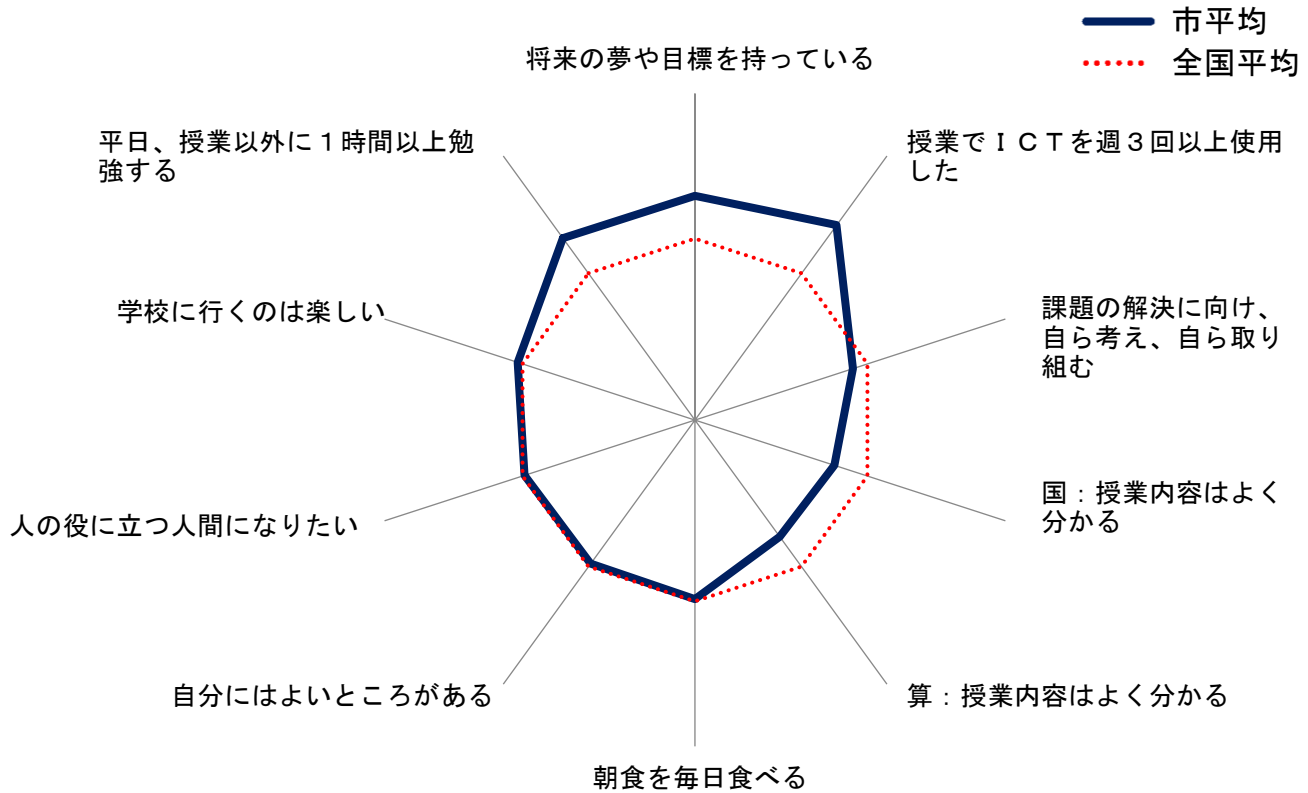 市平均
全国平均
将来の夢や目標を持っている
授業でＩＣＴを週３回以上使用
した
課題の解決に向け、
自ら考え、自ら取り
組む
国：授業内容はよく
分かる
算：授業内容はよく分かる
朝食を毎日食べる
自分にはよいところがある
人の役に立つ人間になりたい
学校に行くのは楽しい
平日、授業以外に１時間以上勉
強する